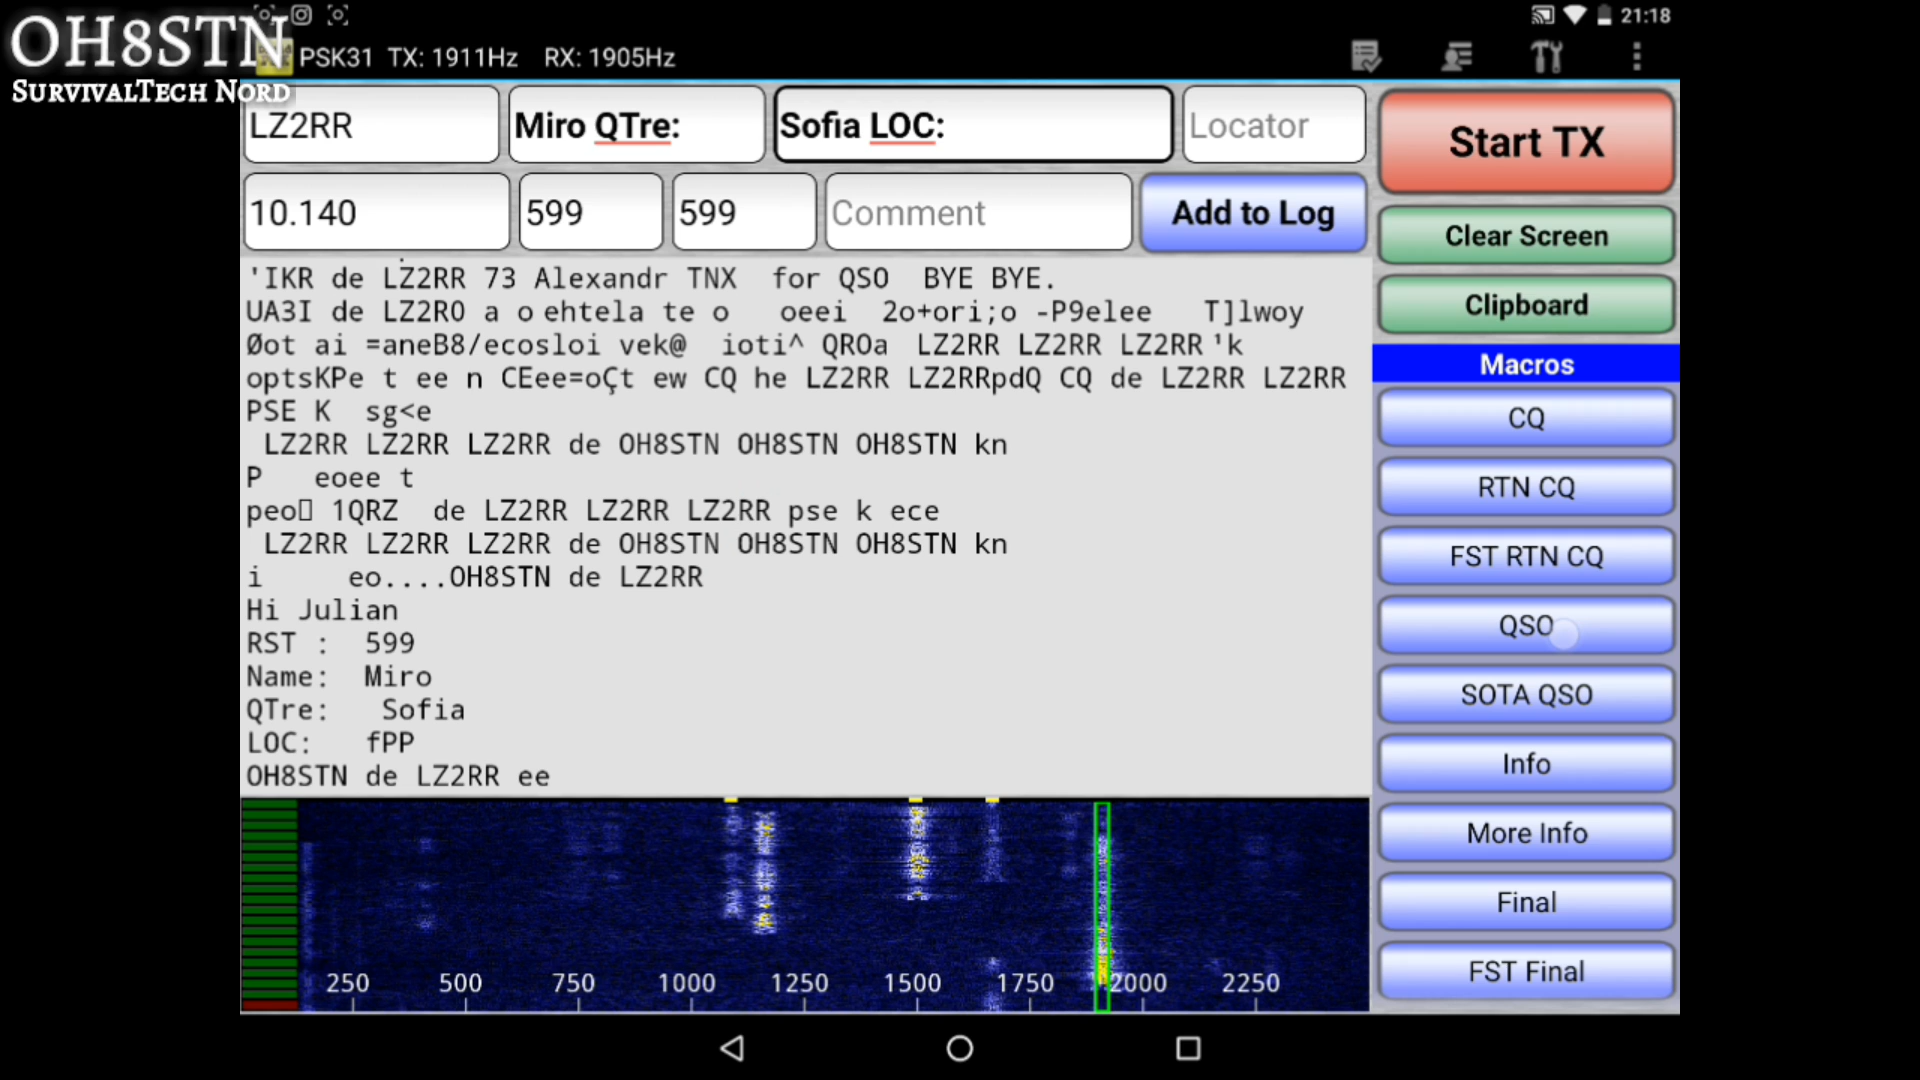 OH8STN
SurvivalTech Nord
21:18
PSK31 TX: 1911Hz RX: 1905Hz
LZ2RR
Miro QTre:
Sofia LOC:
Locator
Start TX
10.140
599
599
Comment
Add to Log
Clear Screen
Clipboard
Macros
CQ
RTN CQ
FST RTN CQ
QSO
SOTA QSO
Info
More Info
Final
FST Final
'IKR de LZ2RR 73 Alexandr TNX for QSO BYE BYE.
UA3I de LZ2R0 a o ehtela te o oeei 2o+ori;o -P9elee T]lwoy
Øot ai =aneB8/ecosloi vek@ ioti^ QROa LZ2RR LZ2RR LZ2RR 'k
optsKPe t ee n CEee=oÇt ew CQ he LZ2RR LZ2RRpdQ CQ de LZ2RR LZ2RR
PSE K sg<e
LZ2RR LZ2RR LZ2RR de OH8STN OH8STN OH8STN kn
P eoee t
peo 1QRZ de LZ2RR LZ2RR LZ2RR pse k ece
LZ2RR LZ2RR LZ2RR de OH8STN OH8STN OH8STN kn
i eo....OH8STN de LZ2RR
Hi Julian
RST : 599
Name: Miro
QTre: Sofia
LOC: fPP
OH8STN de LZ2RR ee
250 500 750 1000 1250 1500 1750 2000 2250